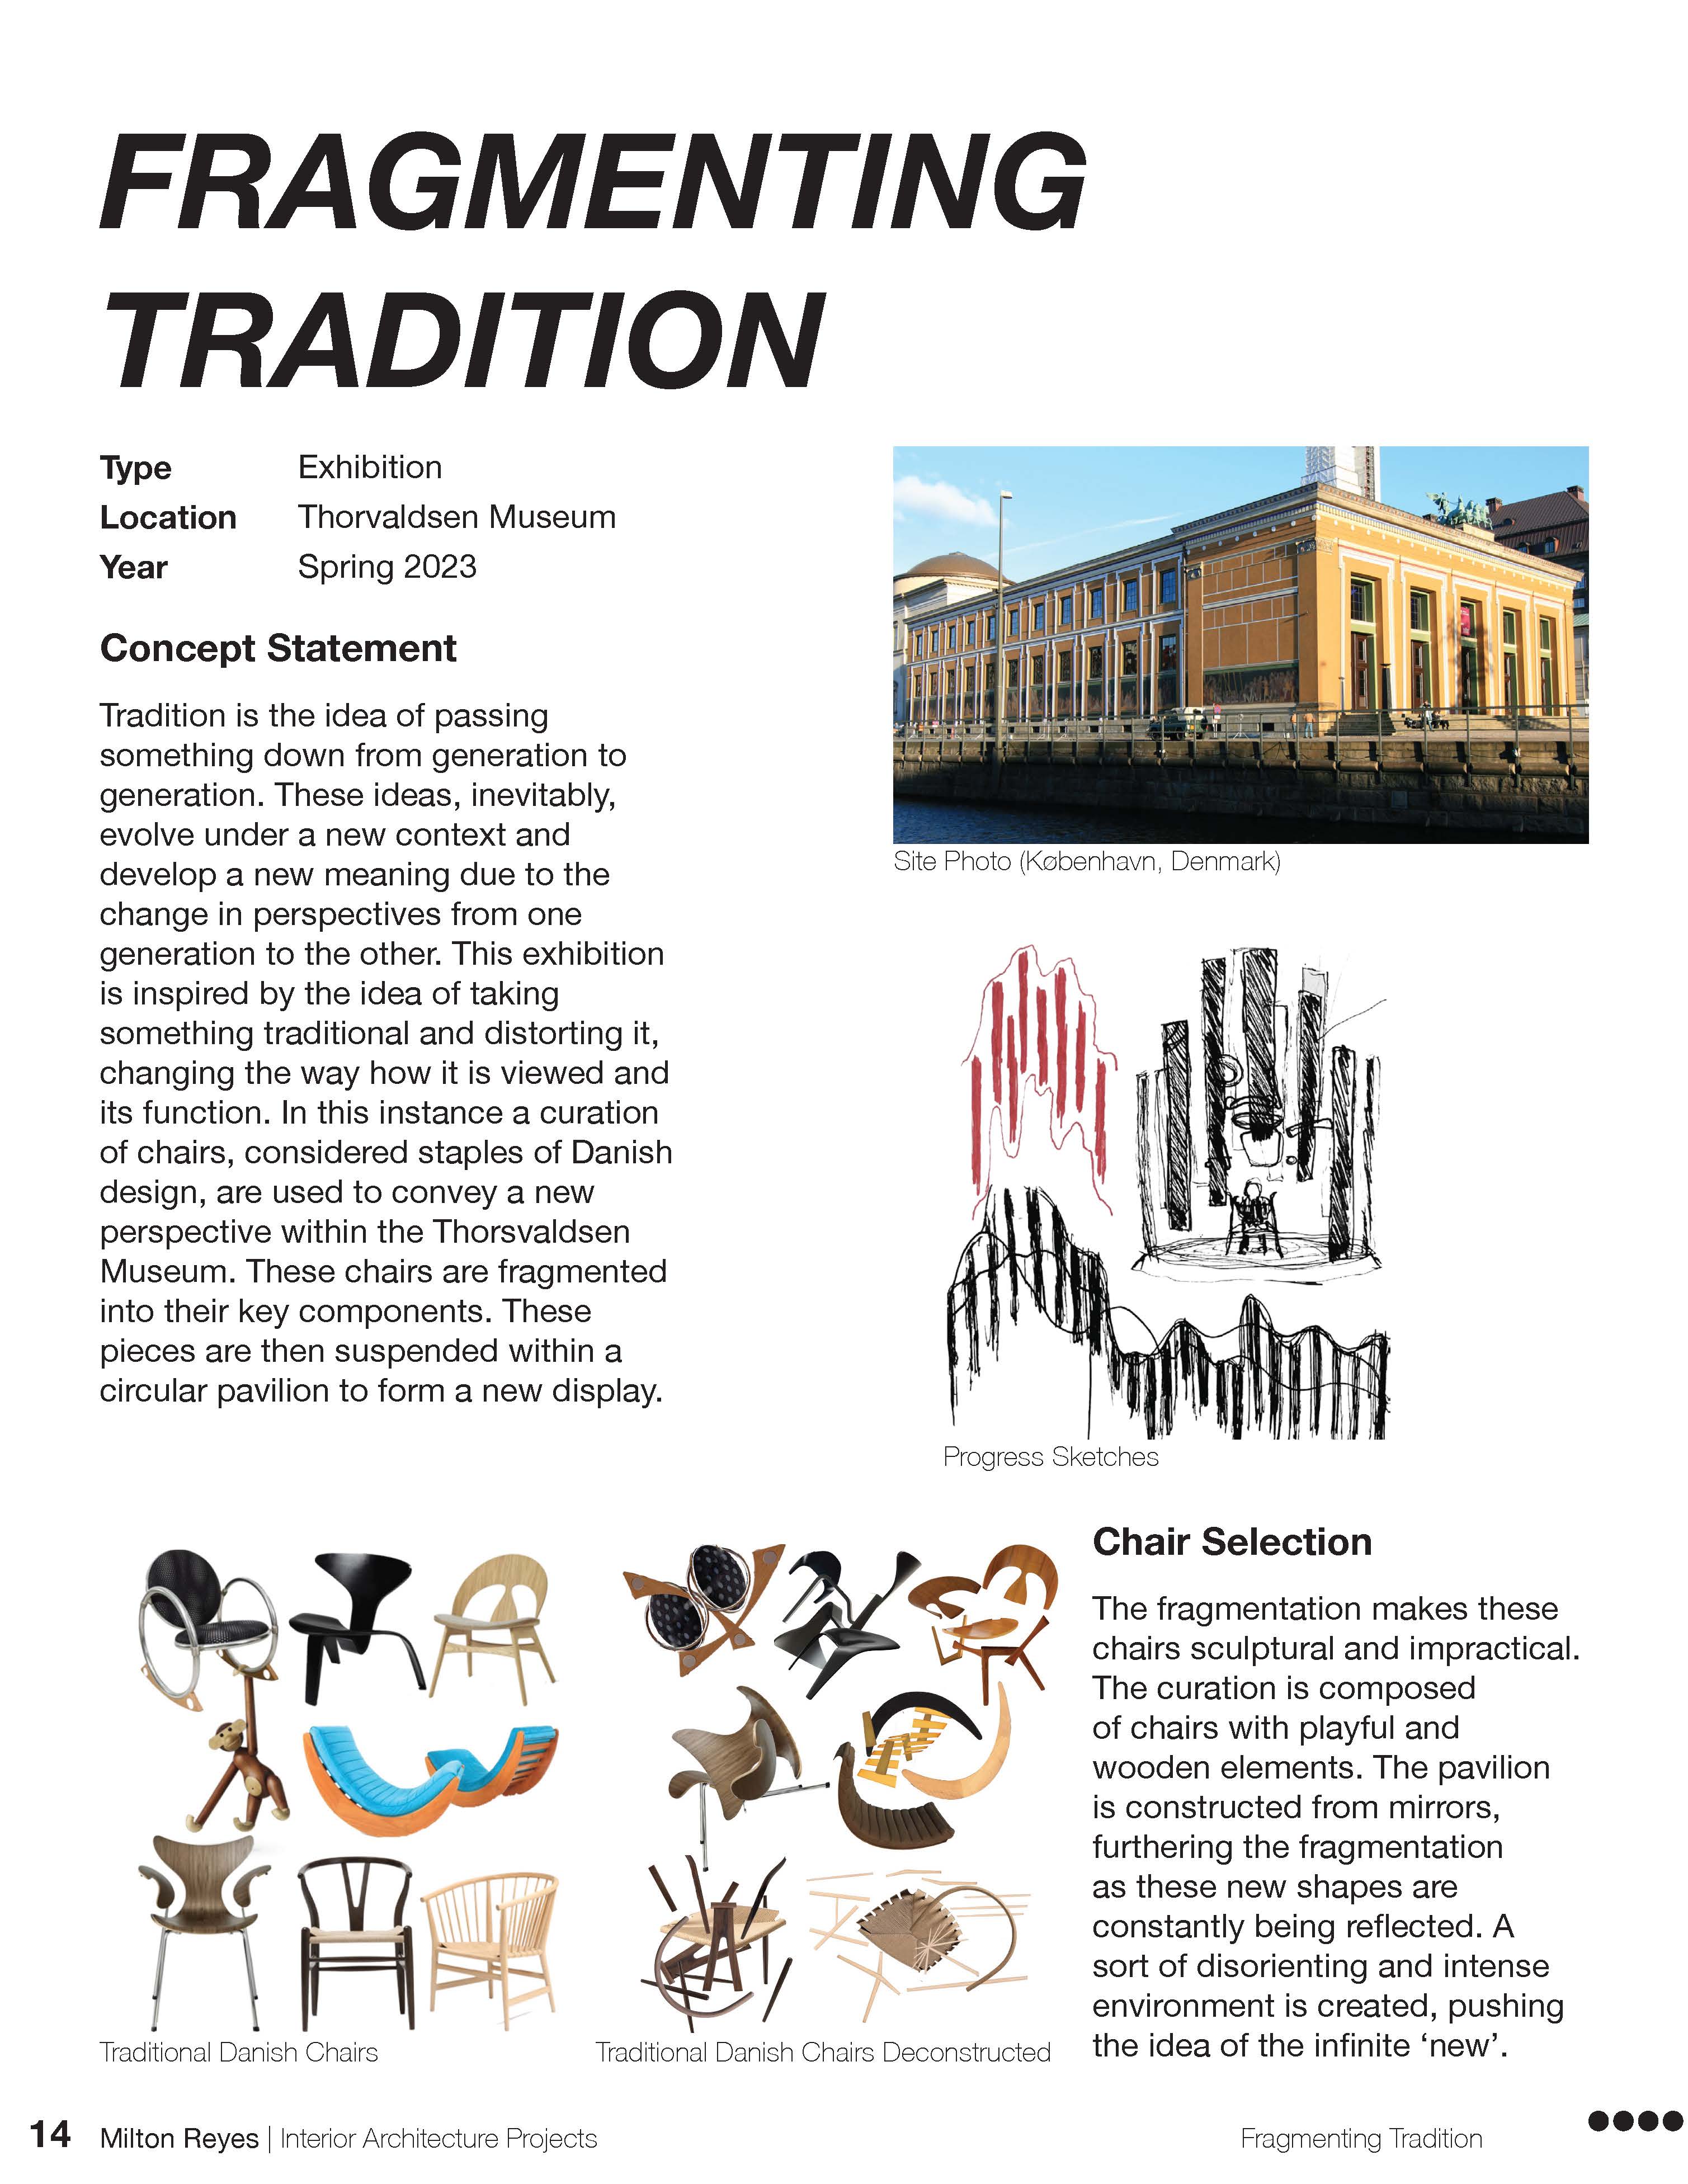 FRAGMENTING
TRADITION
Type Exhibition
Location Thorvaldsen Museum
Year Spring 2023
Concept Statement
Tradition is the idea of passing
something down from generation to
generation. These ideas, inevitably,
evolve under a new context and
develop a new meaning due to the
change in perspectives from one
generation to the other. This exhibition
is inspired by the idea of taking
something traditional and distorting it,
changing the way how it is viewed and
its function. In this instance a curation
of chairs, considered staples of Danish
design, are used to convey a new
perspective within the Thorsvaldsen
Museum. These chairs are fragmented
into their key components. These
pieces are then suspended within a
circular pavilion to form a new display.
Site Photo (København, Denmark)
Progress Sketches
Traditional Danish Chairs
Traditional Danish Chairs Deconstructed
Chair Selection
The fragmentation makes these
chairs sculptural and impractical.
The curation is composed
of chairs with playful and
wooden elements. The pavilion
is constructed from mirrors,
furthering the fragmentation
as these new shapes are
constantly being reflected. A
sort of disorienting and intense
environment is created, pushing
the idea of the infinite ‘new’.
14 Milton Reyes | Interior Architecture Projects
Fragmenting Tradition